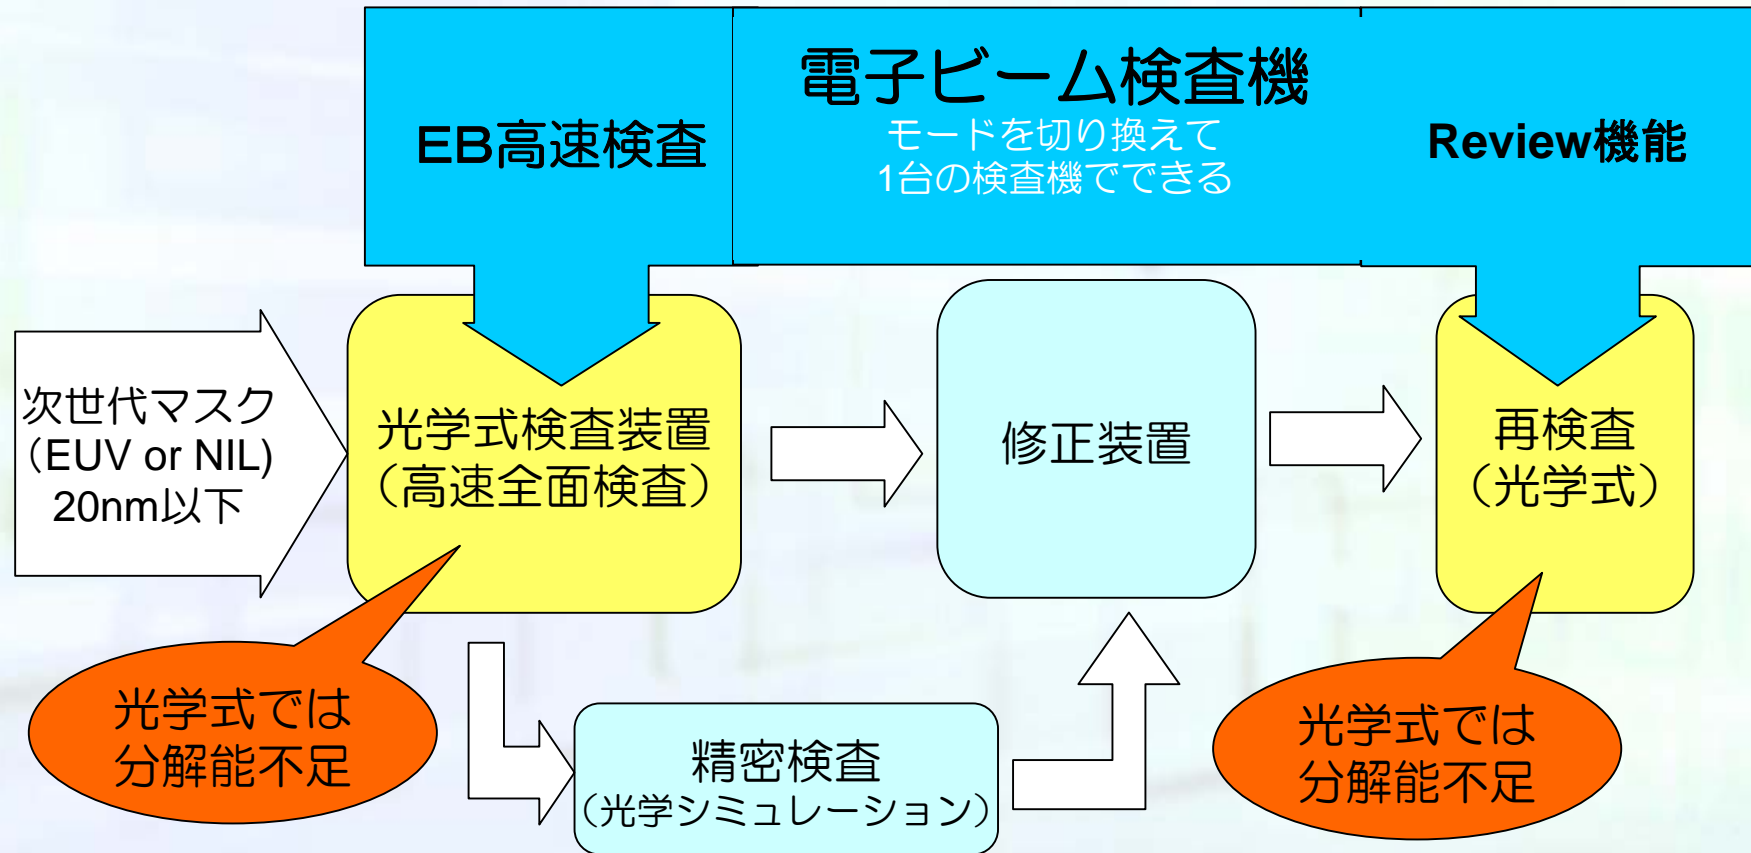 EB高速検査
電子ビーム検査機
モードを切り換えて
1台の検査機でできる
Review機能
次世代マスク
（EUV or NIL)
20nm以下
光学式検査装置
（高速全面検査）
修正装置
再検査
（光学式）
光学式では
分解能不足
精密検査
（光学シミュレーション）
光学式では
分解能不足